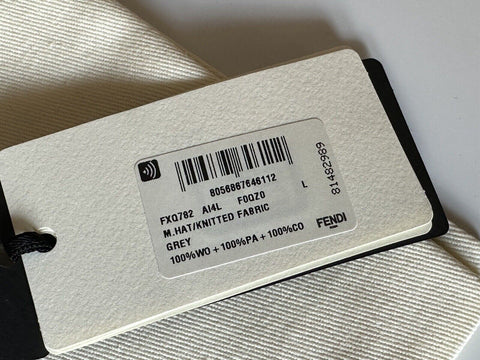 8056867646112
FXQ782 AI4L F0QZ0 L
M.HAT/KNITTED FABRIC
GREY
100%WO + 100%PA + 100%CO
FENDI
81482989